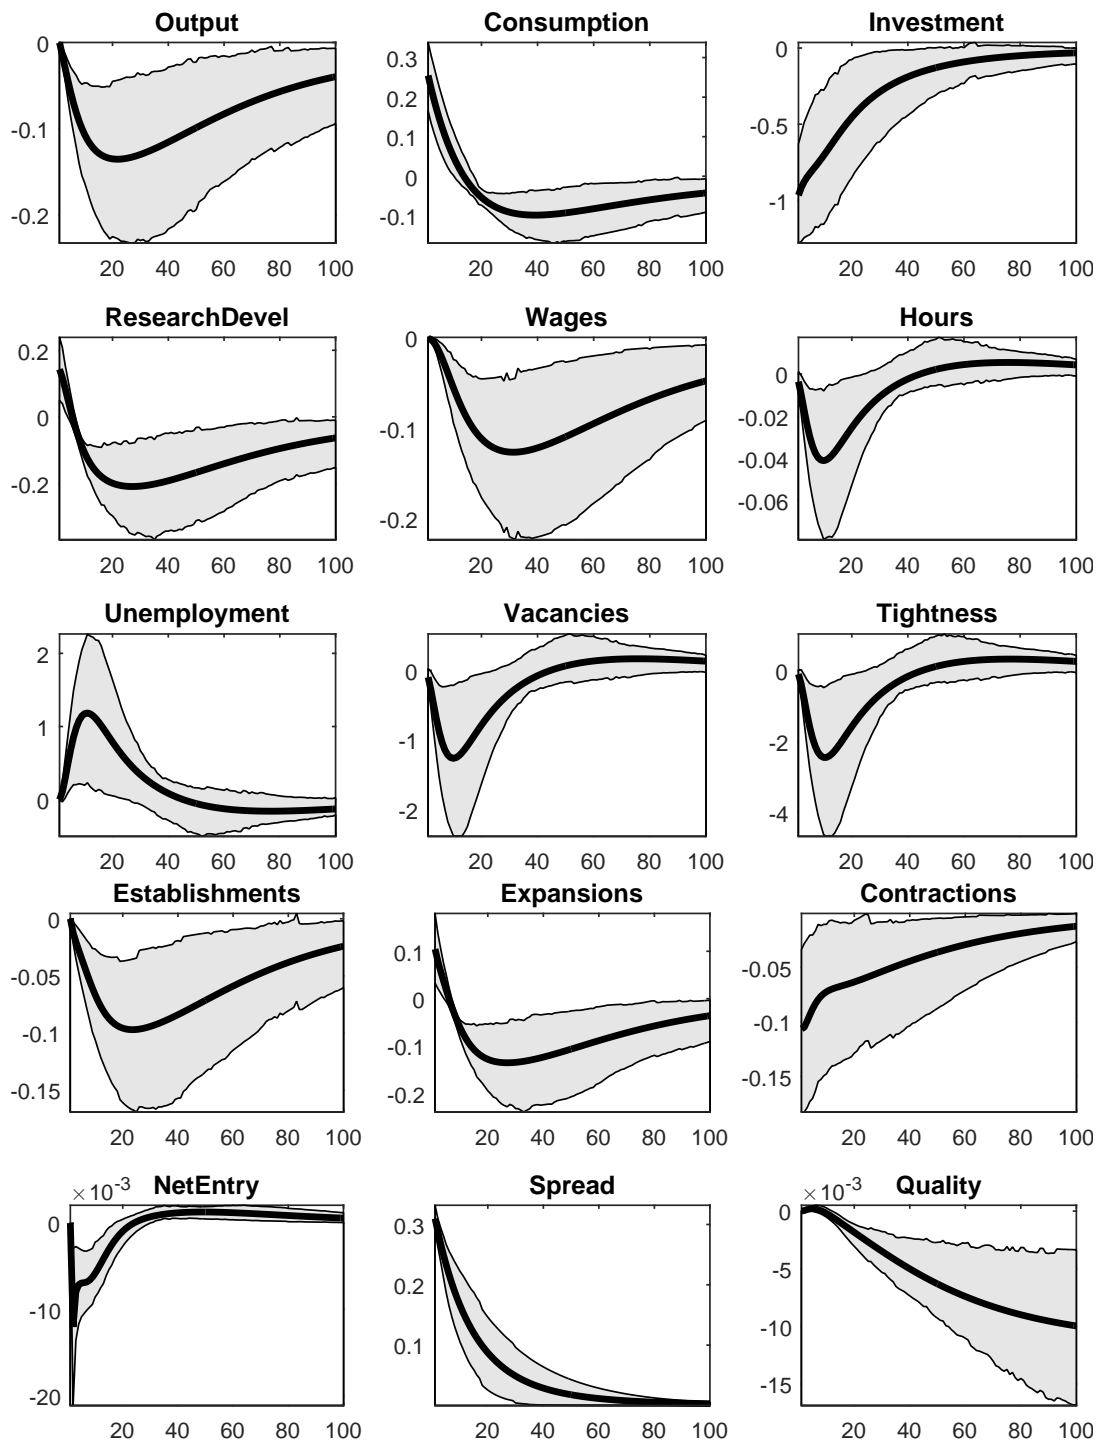 Output Consumption Investment
0 0.3 0
-0.1 0.2 -0.5
-0.2 0.1 -1
0
-0.1
20 40 60 80 100 20 40 60 80 100 20 40 60 80 100
ResearchDevel Wages Hours
0.2 0 0
0 -0.1 -0.02
-0.2 -0.2 -0.04
-0.06
20 40 60 80 100 20 40 60 80 100 20 40 60 80 100
Unemployment Vacancies Tightness
2 0 0
1 -1 -2
0 -2 -4
20 40 60 80 100 20 40 60 80 100 20 40 60 80 100
Establishments Expansions Contractions
0 0.1 -0.05
-0.05 0 -0.1
-0.1 -0.1 -0.15
-0.15 -0.2
20 40 60 80 100 20 40 60 80 100 20 40 60 80 100
×10⁻³ NetEntry Spread ×10⁻³ Quality
0 0.3 0
-10 0.2 -5
-20 0.1 -10
-15
20 40 60 80 100 20 40 60 80 100 20 40 60 80 100